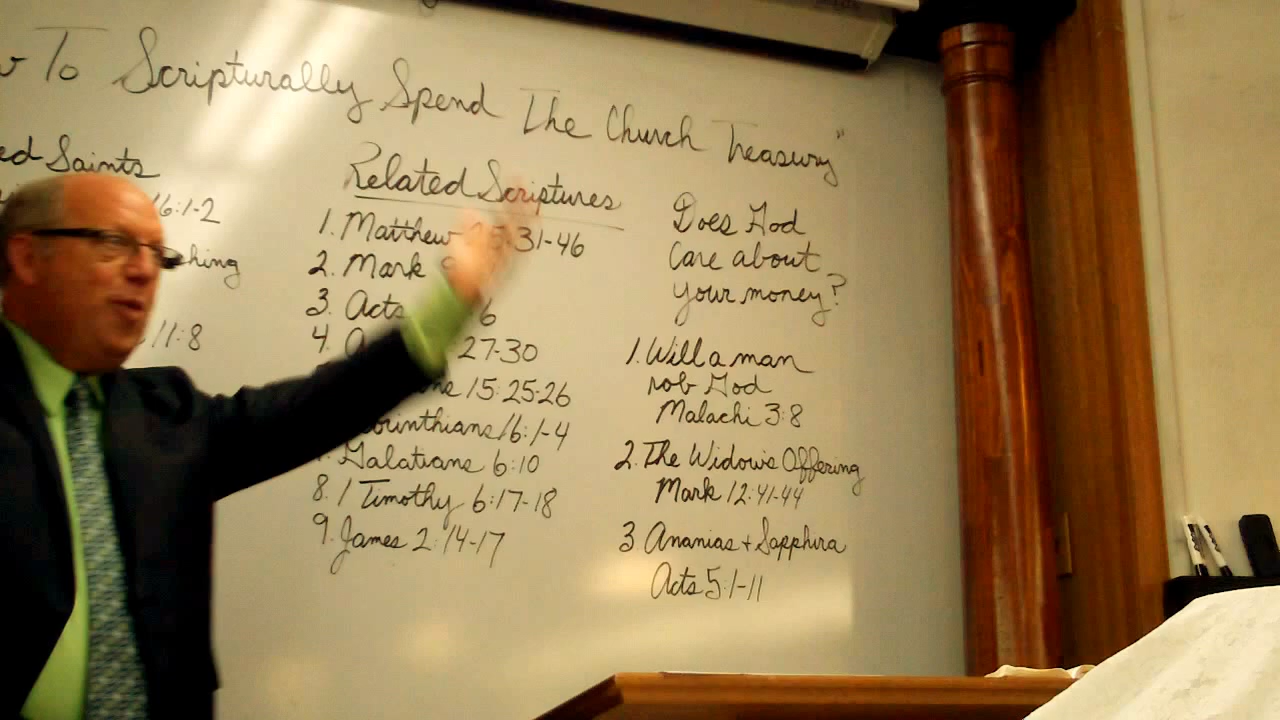 To Scripturally Spend The Church Treasury"
Saints
16:1-2
11:8
Related Scriptures
1. Matthew 25:31-46
2. Mark
3. Acts 6
4. 27-30
15:25-26
Corinthians 16:1-4
Galatians 6:10
8. 1 Timothy 6:17-18
9. James 2:14-17
Does God
Care about
your money?
1. Will a man
rob God
Malachi 3:8
2. The Widow's Offering
Mark 12:41-44
3 Ananias + Sapphira
Acts 5:1-11